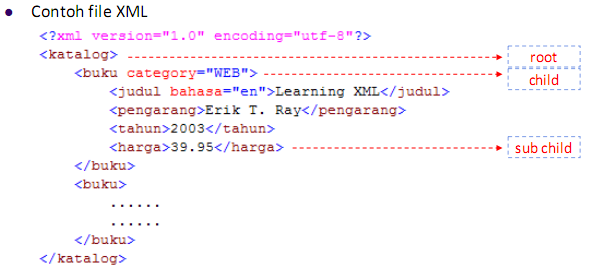 ● Contoh file XML
<?xml version="1.0" encoding="utf-8"?>
<katalog> root
<buku category="WEB"> child
<judul bahasa="en">Learning XML</judul>
<pengarang>Erik T. Ray</pengarang>
<tahun>2003</tahun>
<harga>39.95</harga> sub child
</buku>
<buku>
......
......
</buku>
</katalog>